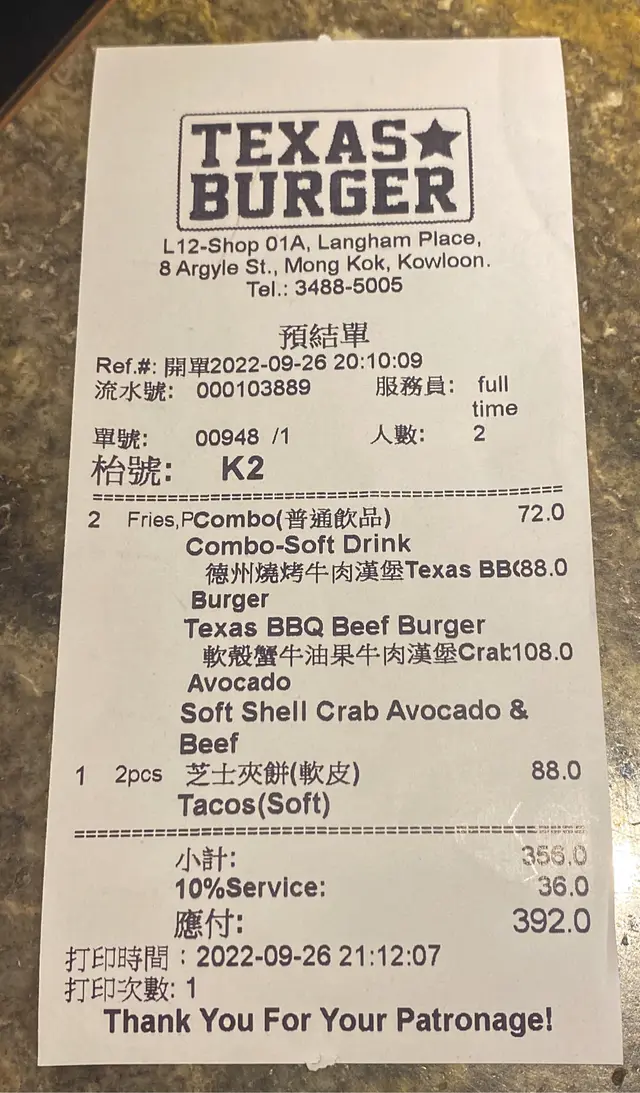 TEXAS★
BURGER
L12-Shop 01A, Langham Place,
8 Argyle St., Mong Kok, Kowloon.
Tel.: 3488-5005
預結單
Ref.#: 開單2022-09-26 20:10:09
流水號: 000103889 服務員: full
time
單號: 00948 /1 人數: 2
枱號: K2
2 Fries,PCombo(普通飲品) 72.0
Combo-Soft Drink
德州燒烤牛肉漢堡Texas BB(88.0
Burger
Texas BBQ Beef Burger
軟殼蟹牛油果牛肉漢堡Crab108.0
Avocado
Soft Shell Crab Avocado &
Beef
1 2pcs 芝士夾餅(軟皮) 88.0
Tacos(Soft)
小計: 356.0
10%Service: 36.0
應付: 392.0
打印時間：2022-09-26 21:12:07
打印次數: 1
Thank You For Your Patronage!